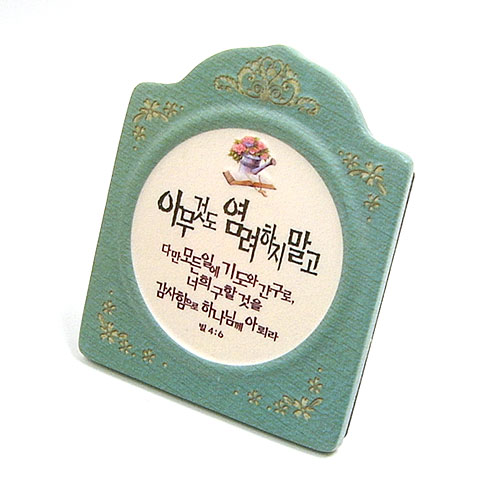 아무것도 염려하지 말고
다만 모든일에 기도와 간구로,
너희 구할 것을
감사함으로 하나님께 아뢰라
빌 4:6